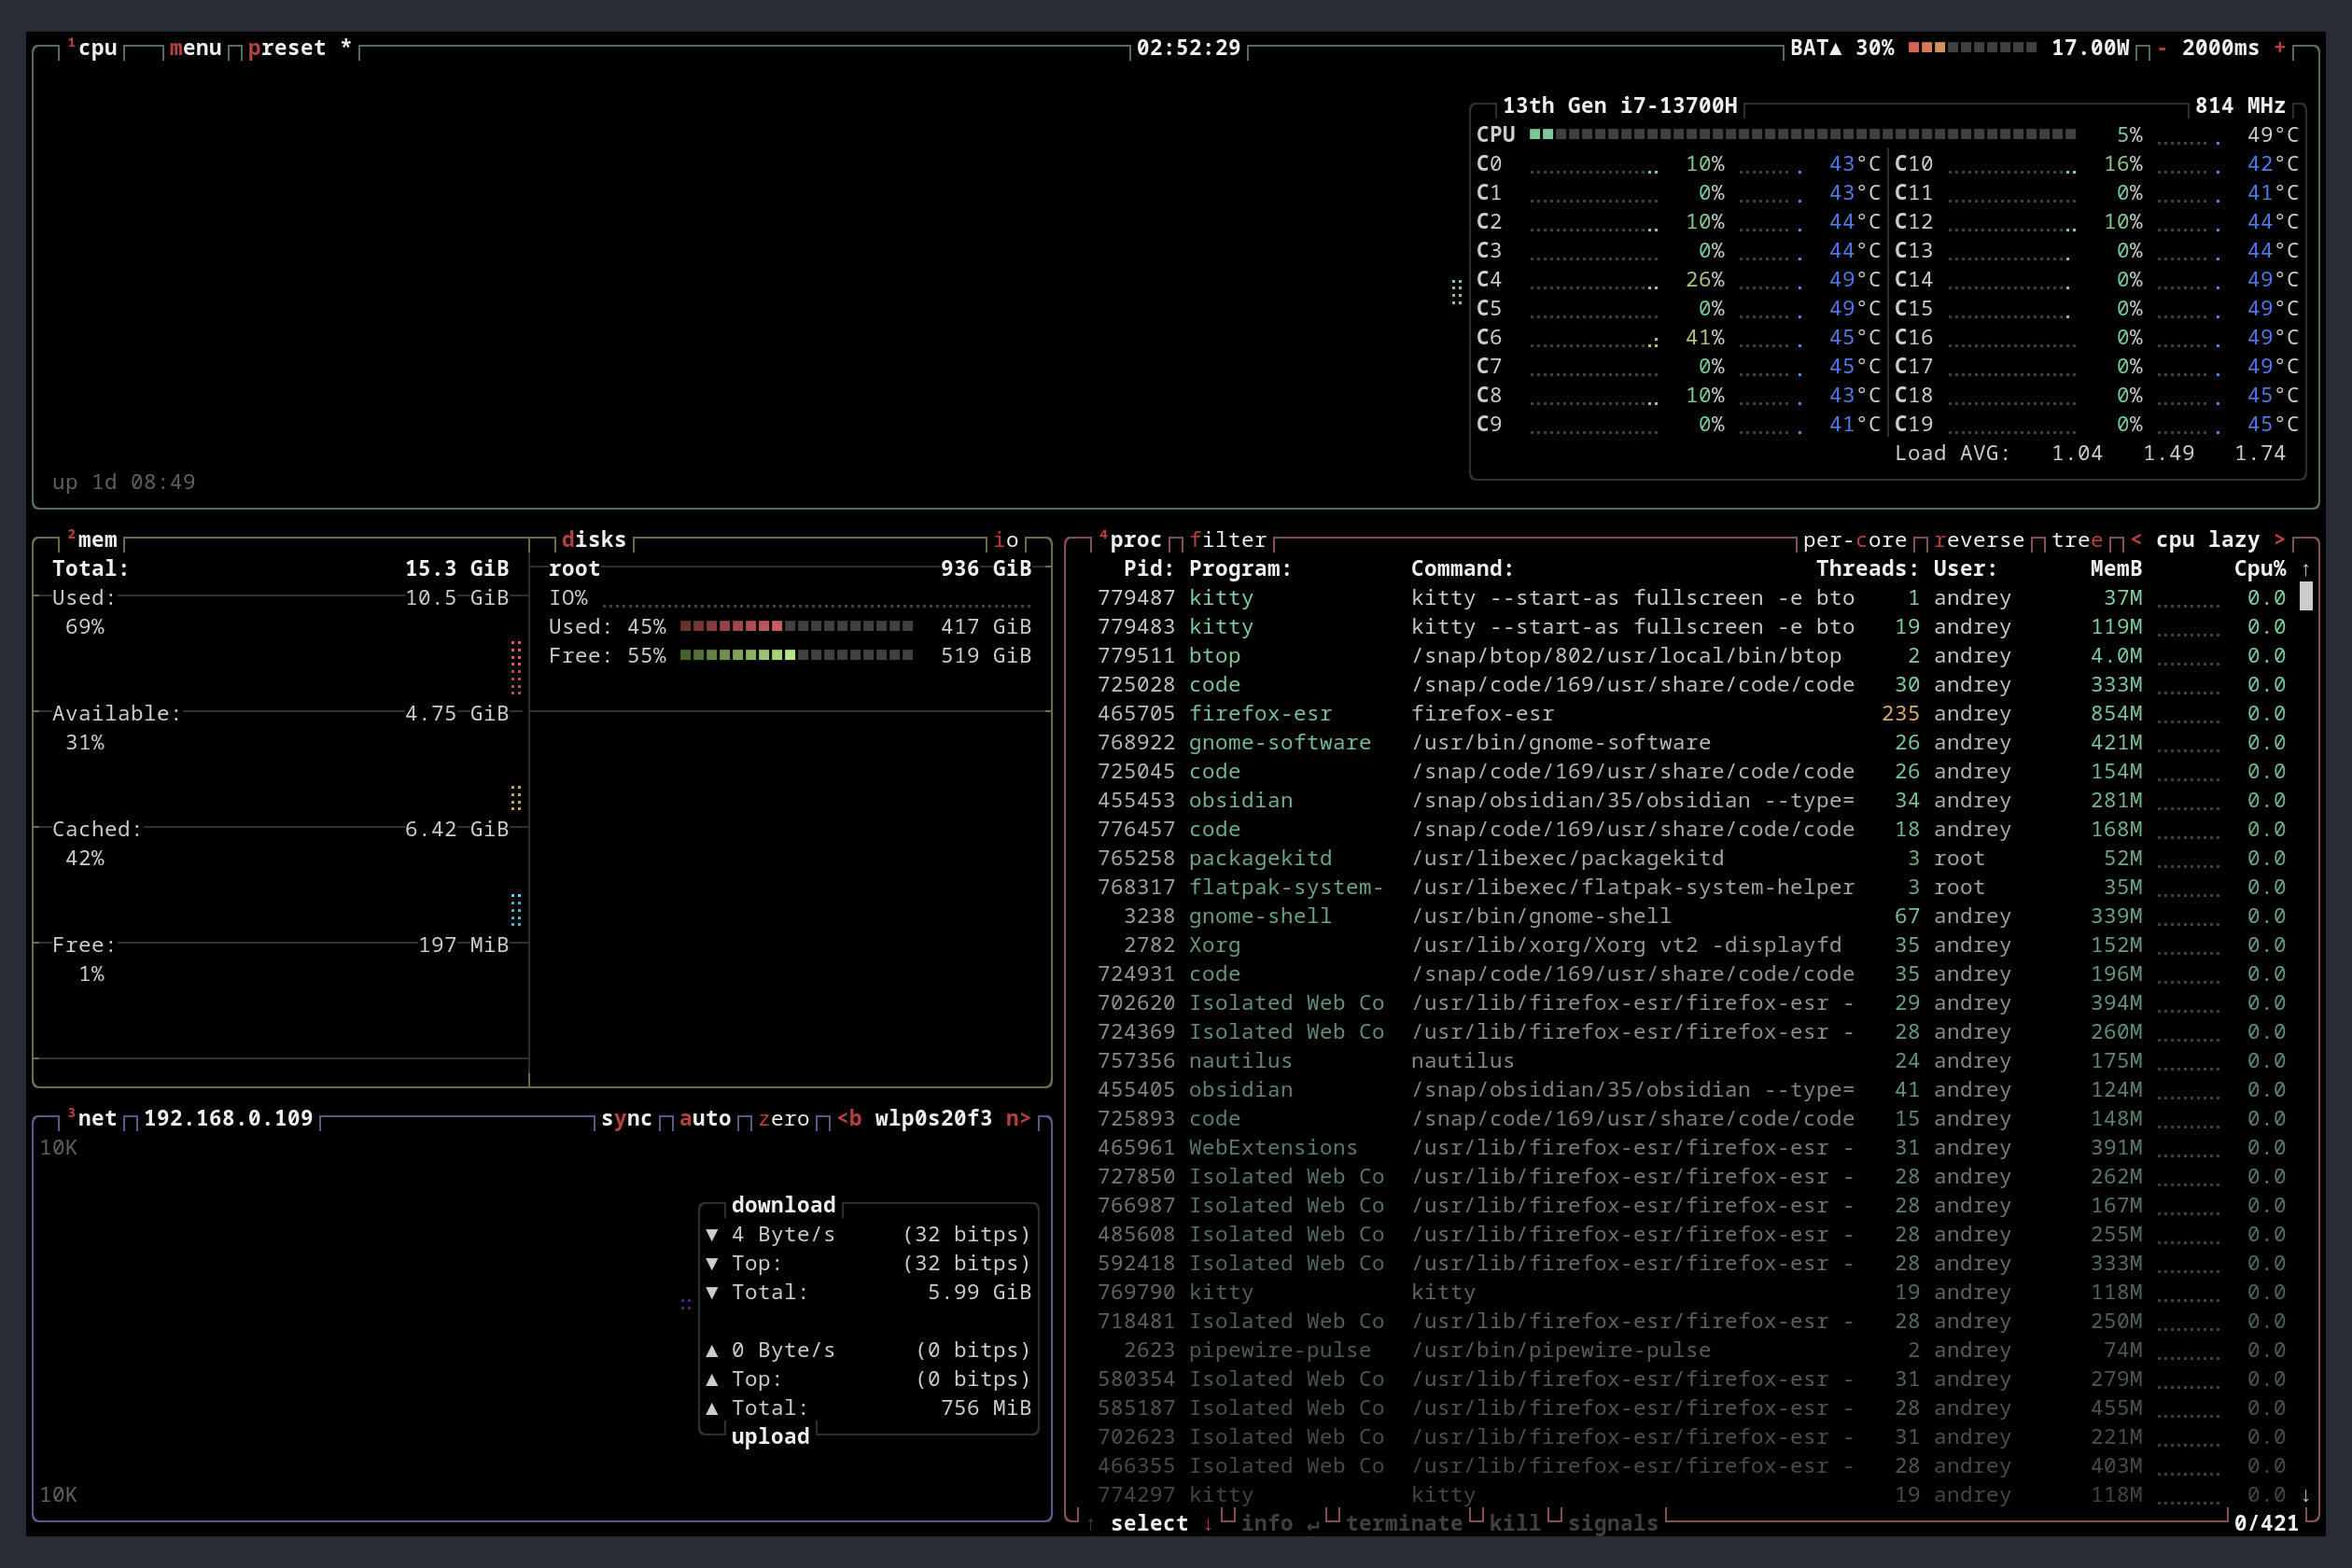 ¹cpu menu preset * 02:52:29 BAT▲ 30% 17.00W - 2000ms +
13th Gen i7-13700H 814 MHz
CPU 5% 49°C
C0 10% 43°C C10 16% 42°C
C1 0% 43°C C11 0% 41°C
C2 10% 44°C C12 10% 44°C
C3 0% 44°C C13 0% 44°C
C4 26% 49°C C14 0% 49°C
C5 0% 49°C C15 0% 49°C
C6 41% 45°C C16 0% 49°C
C7 0% 45°C C17 0% 49°C
C8 10% 43°C C18 0% 45°C
C9 0% 41°C C19 0% 45°C
Load AVG: 1.04 1.49 1.74
up 1d 08:49
²mem
Total: 15.3 GiB
Used: 10.5 GiB
69%
Available: 4.75 GiB
31%
Cached: 6.42 GiB
42%
Free: 197 MiB
1%
disks io
root 936 GiB
IO%
Used: 45% 417 GiB
Free: 55% 519 GiB
³net 192.168.0.109 sync auto zero <b wlp0s20f3 n>
10K
download
▼ 4 Byte/s (32 bitps)
▼ Top: (32 bitps)
▼ Total: 5.99 GiB
▲ 0 Byte/s (0 bitps)
▲ Top: (0 bitps)
▲ Total: 756 MiB
upload
10K
⁴proc filter per-core reverse tree < cpu lazy >
Pid: Program: Command: Threads: User: MemB Cpu% ↑
779487 kitty kitty --start-as fullscreen -e bto 1 andrey 37M 0.0
779483 kitty kitty --start-as fullscreen -e bto 19 andrey 119M 0.0
779511 btop /snap/btop/802/usr/local/bin/btop 2 andrey 4.0M 0.0
725028 code /snap/code/169/usr/share/code/code 30 andrey 333M 0.0
465705 firefox-esr firefox-esr 235 andrey 854M 0.0
768922 gnome-software /usr/bin/gnome-software 26 andrey 421M 0.0
725045 code /snap/code/169/usr/share/code/code 26 andrey 154M 0.0
455453 obsidian /snap/obsidian/35/obsidian --type= 34 andrey 281M 0.0
776457 code /snap/code/169/usr/share/code/code 18 andrey 168M 0.0
765258 packagekitd /usr/libexec/packagekitd 3 root 52M 0.0
768317 flatpak-system- /usr/libexec/flatpak-system-helper 3 root 35M 0.0
3238 gnome-shell /usr/bin/gnome-shell 67 andrey 339M 0.0
2782 Xorg /usr/lib/xorg/Xorg vt2 -displayfd 35 andrey 152M 0.0
724931 code /snap/code/169/usr/share/code/code 35 andrey 196M 0.0
702620 Isolated Web Co /usr/lib/firefox-esr/firefox-esr - 29 andrey 394M 0.0
724369 Isolated Web Co /usr/lib/firefox-esr/firefox-esr - 28 andrey 260M 0.0
757356 nautilus nautilus 24 andrey 175M 0.0
455405 obsidian /snap/obsidian/35/obsidian --type= 41 andrey 124M 0.0
725893 code /snap/code/169/usr/share/code/code 15 andrey 148M 0.0
465961 WebExtensions /usr/lib/firefox-esr/firefox-esr - 31 andrey 391M 0.0
727850 Isolated Web Co /usr/lib/firefox-esr/firefox-esr - 28 andrey 262M 0.0
766987 Isolated Web Co /usr/lib/firefox-esr/firefox-esr - 28 andrey 167M 0.0
485608 Isolated Web Co /usr/lib/firefox-esr/firefox-esr - 28 andrey 255M 0.0
592418 Isolated Web Co /usr/lib/firefox-esr/firefox-esr - 28 andrey 333M 0.0
769790 kitty kitty 19 andrey 118M 0.0
718481 Isolated Web Co /usr/lib/firefox-esr/firefox-esr - 28 andrey 250M 0.0
2623 pipewire-pulse /usr/bin/pipewire-pulse 2 andrey 74M 0.0
580354 Isolated Web Co /usr/lib/firefox-esr/firefox-esr - 31 andrey 279M 0.0
585187 Isolated Web Co /usr/lib/firefox-esr/firefox-esr - 28 andrey 455M 0.0
702623 Isolated Web Co /usr/lib/firefox-esr/firefox-esr - 31 andrey 221M 0.0
466355 Isolated Web Co /usr/lib/firefox-esr/firefox-esr - 28 andrey 403M 0.0
774297 kitty kitty 19 andrey 118M 0.0 ↓
↑ select ↓ info ↵ terminate kill signals 0/421